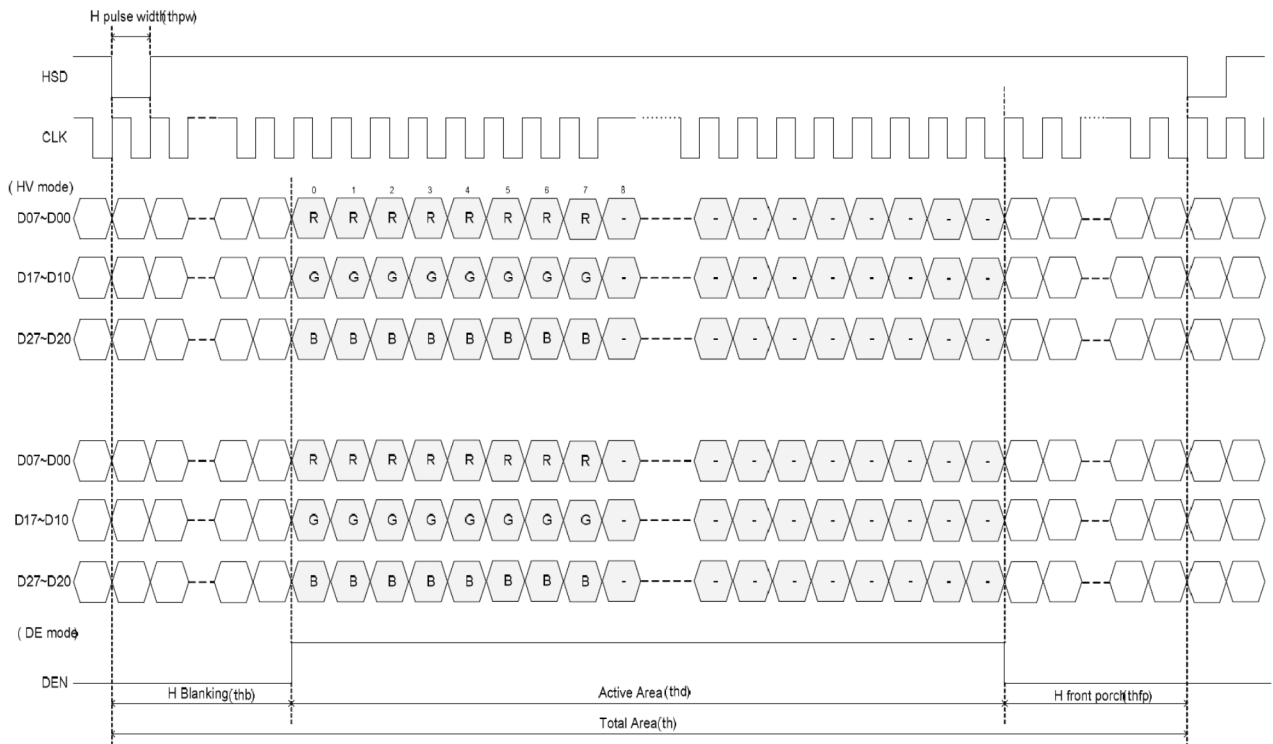 H pulse width(thpw)
HSD
CLK
( HV mode)
0 1 2 3 4 5 6 7 8
D07~D00 R R R R R R R R - - - - - - - - -
D17~D10 G G G G G G G G - - - - - - - - -
D27~D20 B B B B B B B B - - - - - - - - -
D07~D00 R R R R R R R R - - - - - - - - -
D17~D10 G G G G G G G G - - - - - - - - -
D27~D20 B B B B B B B B - - - - - - - - -
( DE mode)
DEN
H Blanking(thb) Active Area(thd) H front porch(thfp)
Total Area(th)